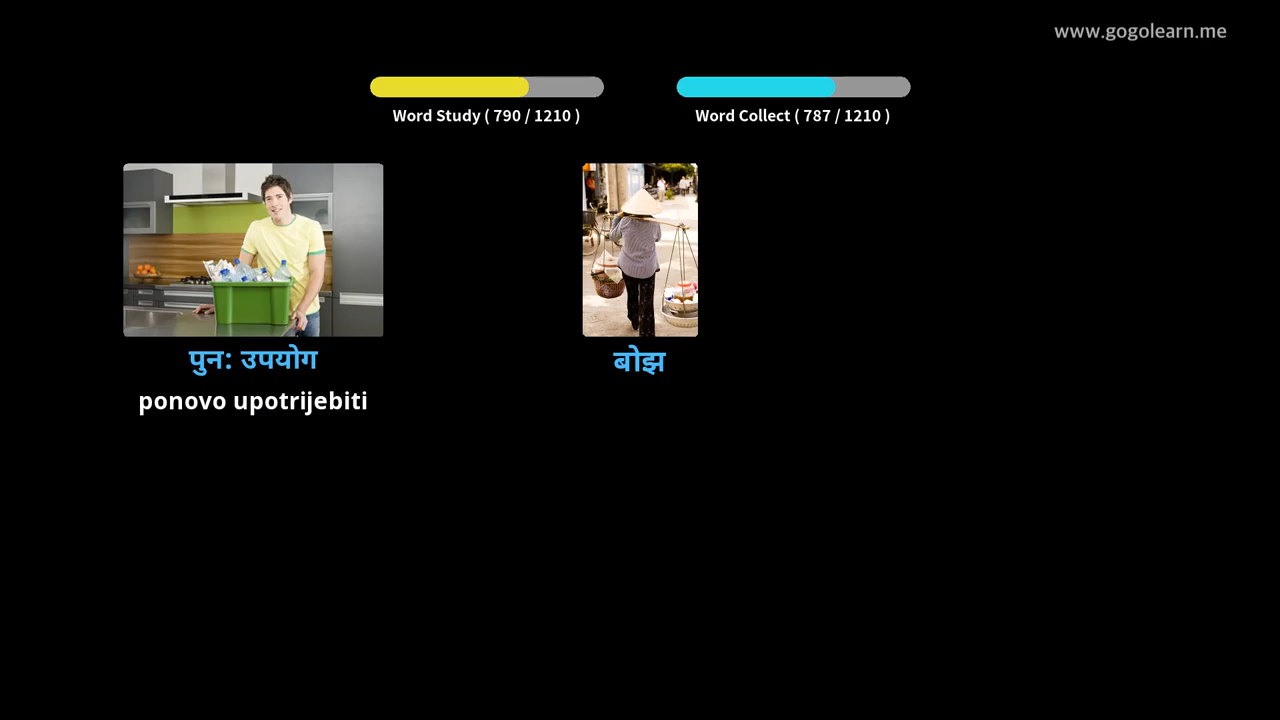 www.gogolearn.me
Word Study ( 790 / 1210 )
Word Collect ( 787 / 1210 )
पुन: उपयोग
बोझ
ponovo upotrijebiti